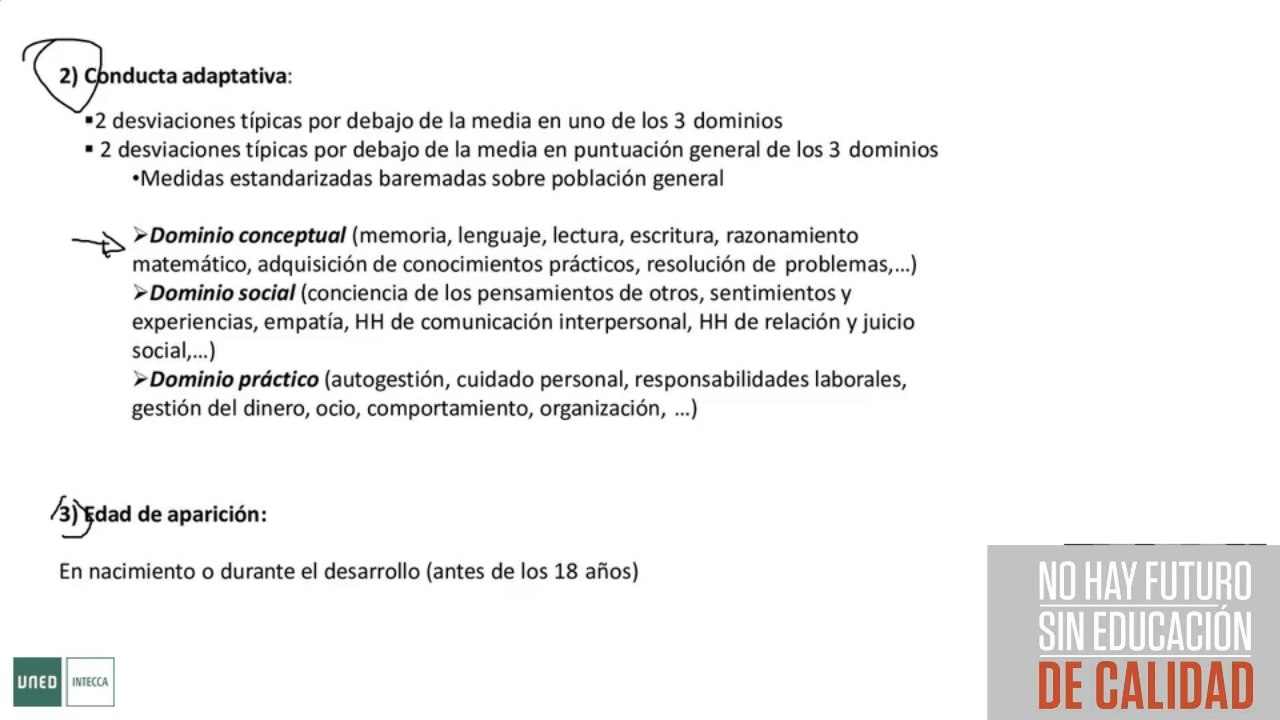 2) Conducta adaptativa:
▪2 desviaciones típicas por debajo de la media en uno de los 3 dominios
▪ 2 desviaciones típicas por debajo de la media en puntuación general de los 3 dominios
•Medidas estandarizadas baremadas sobre población general
➢Dominio conceptual (memoria, lenguaje, lectura, escritura, razonamiento
matemático, adquisición de conocimientos prácticos, resolución de problemas,...)
➢Dominio social (conciencia de los pensamientos de otros, sentimientos y
experiencias, empatía, HH de comunicación interpersonal, HH de relación y juicio
social,...)
➢Dominio práctico (autogestión, cuidado personal, responsabilidades laborales,
gestión del dinero, ocio, comportamiento, organización, ...)
3) Edad de aparición:
En nacimiento o durante el desarrollo (antes de los 18 años)
UNED INTECCA
NO HAY FUTURO
SIN EDUCACIÓN
DE CALIDAD